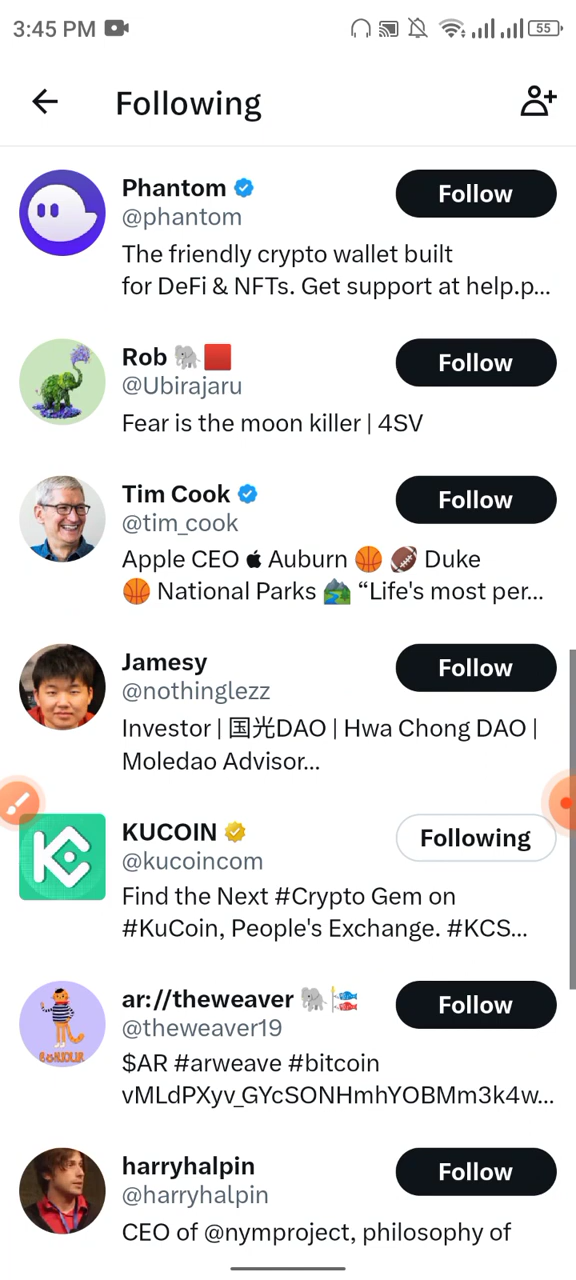 3:45 PM
55
Following
Phantom
Follow
@phantom
The friendly crypto wallet built
for DeFi & NFTs. Get support at help.p...
Rob 🐘🟥
Follow
@Ubirajaru
Fear is the moon killer | 4SV
Tim Cook
Follow
@tim_cook
Apple CEO  Auburn 🏀 🏈 Duke
🏀 National Parks 🏞️ “Life's most per...
Jamesy
Follow
@nothinglezz
Investor | 国光DAO | Hwa Chong DAO |
Moledao Advisor...
KUCOIN
Following
@kucoincom
Find the Next #Crypto Gem on
#KuCoin, People's Exchange. #KCS...
ar://theweaver 🐘🎏
Follow
@theweaver19
$AR #arweave #bitcoin
vMLdPXyv_GYcSONHmhYOBMm3k4w...
BONJOUR
harryhalpin
Follow
@harryhalpin
CEO of @nymproject, philosophy of